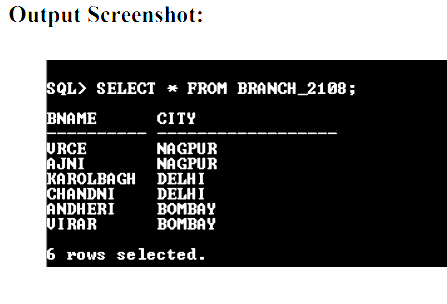 Output Screenshot:
SQL> SELECT * FROM BRANCH_2108;
BNAME CITY
---------- ------------------
VRCE NAGPUR
AJNI NAGPUR
KAROLBAGH DELHI
CHANDNI DELHI
ANDHERI BOMBAY
VIRAR BOMBAY
6 rows selected.